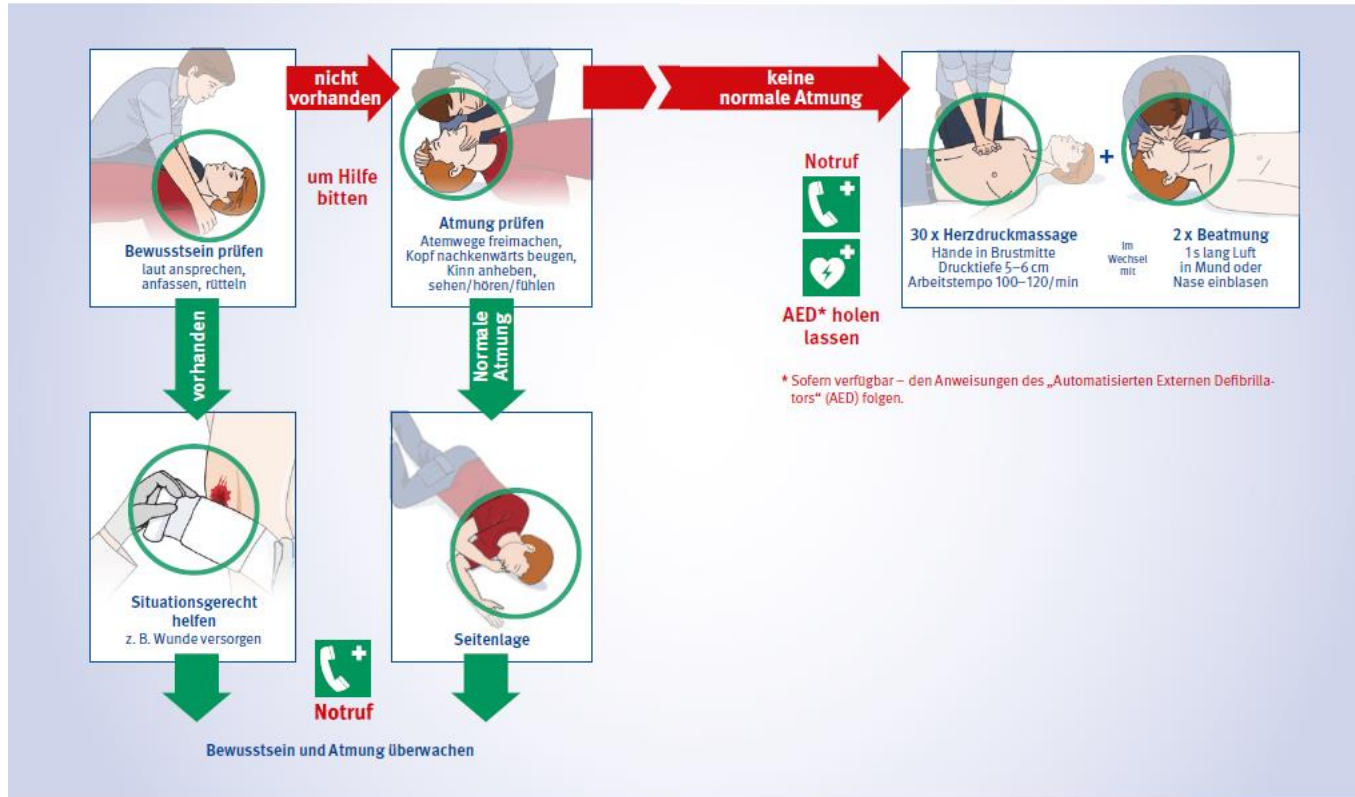 nicht
vorhanden
keine
normale Atmung
um Hilfe
bitten
Bewusstsein prüfen
laut ansprechen,
anfassen, rütteln
Atmung prüfen
Atemwege freimachen,
Kopf nachkenwärts beugen,
Kinn anheben,
sehen/hören/fühlen
Notruf
AED* holen
lassen
30 x Herzdruckmassage
Hände in Brustmitte
Drucktiefe 5–6 cm
Arbeitstempo 100–120/min
+
Im
Wechsel
mit
2 x Beatmung
1 s lang Luft
in Mund oder
Nase einblasen
* Sofern verfügbar – den Anweisungen des „Automatisierten Externen Defibrilla-
tors“ (AED) folgen.
vorhanden
Normale
Atmung
Situationsgerecht
helfen
z. B. Wunde versorgen
Seitenlage
Notruf
Bewusstsein und Atmung überwachen